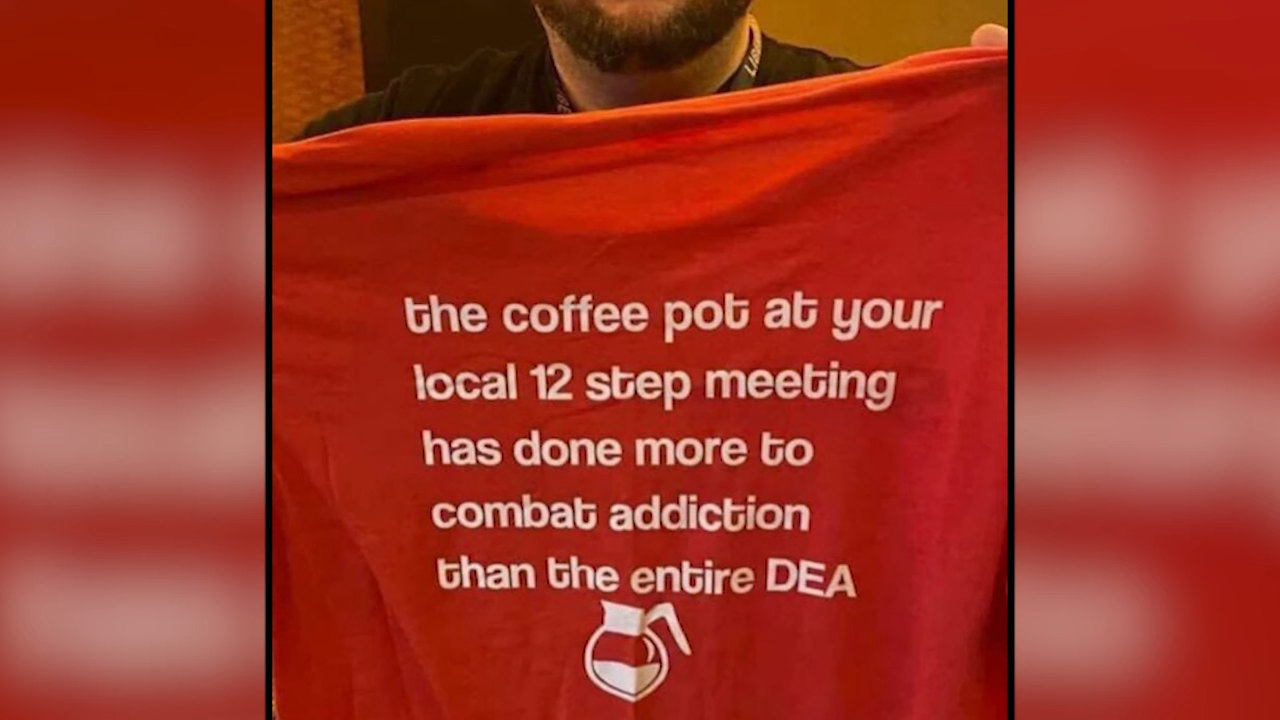 the coffee pot at your
local 12 step meeting
has done more to
combat addiction
than the entire DEA